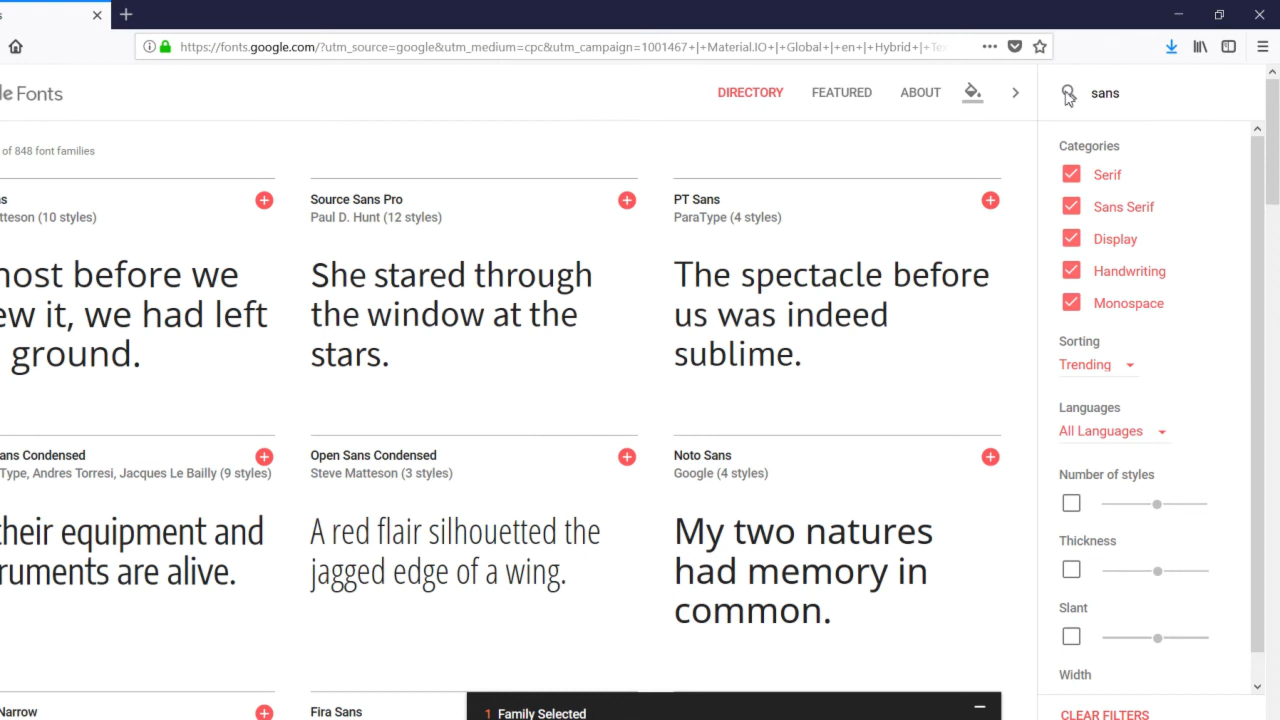 s
https://fonts.google.com/?utm_source=google&utm_medium=cpc&utm_campaign=1001467+|+Material.IO+|+Global+|+en+|+Hybrid+|+Tex
le Fonts
DIRECTORY
FEATURED
ABOUT
sans
of 848 font families
s
tteson (10 styles)
nost before we
ew it, we had left
ground.
Source Sans Pro
Paul D. Hunt (12 styles)
She stared through
the window at the
stars.
PT Sans
ParaType (4 styles)
The spectacle before
us was indeed
sublime.
ans Condensed
Type, Andres Torresi, Jacques Le Bailly (9 styles)
their equipment and
ruments are alive.
Open Sans Condensed
Steve Matteson (3 styles)
A red flair silhouetted the
jagged edge of a wing.
Noto Sans
Google (4 styles)
My two natures
had memory in
common.
Narrow
Fira Sans
1 Family Selected
Categories
Serif
Sans Serif
Display
Handwriting
Monospace
Sorting
Trending
Languages
All Languages
Number of styles
Thickness
Slant
Width
CLEAR FILTERS